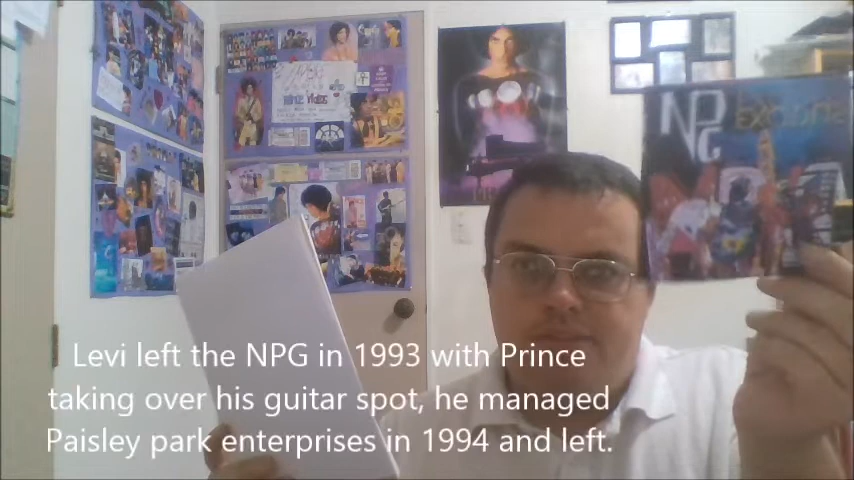 NPG
Levi left the NPG in 1993 with Prince
taking over his guitar spot, he managed
Paisley park enterprises in 1994 and left.